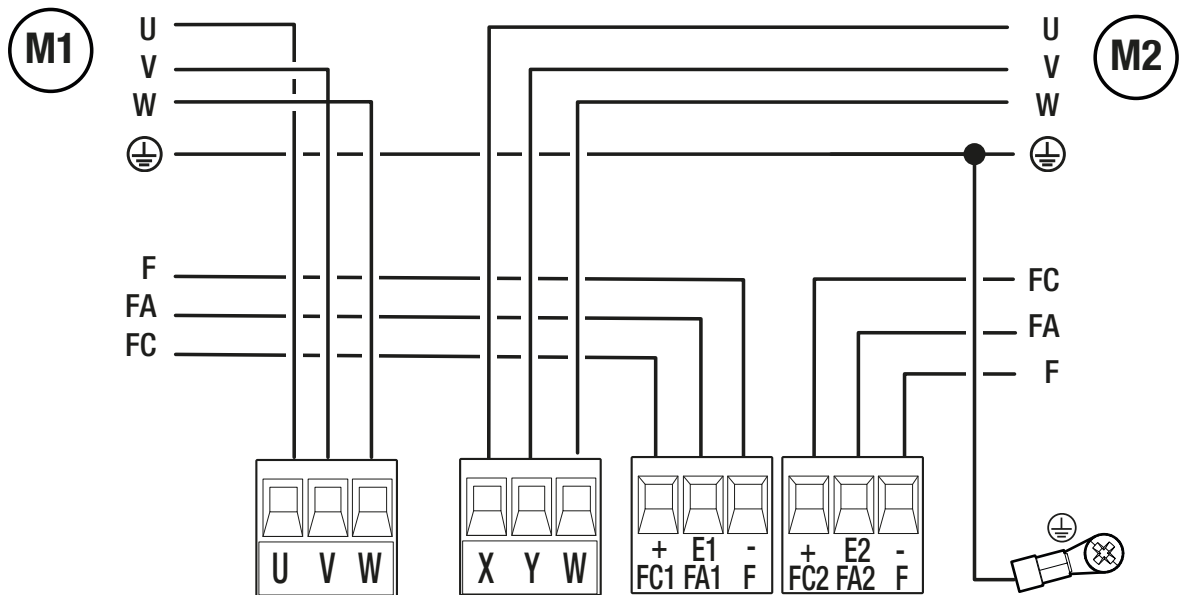 M1
U
V
W
F
FA
FC
U
V
W
M2
FC
FA
F
U V W
X Y W
+ E1 -
FC1 FA1 F
+ E2 -
FC2 FA2 F